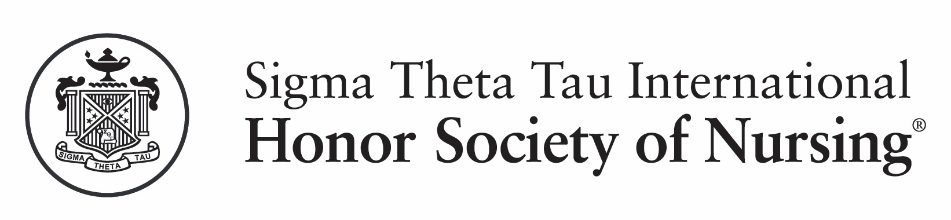 SIGMA THETA TAU
Sigma Theta Tau International
Honor Society of Nursing®